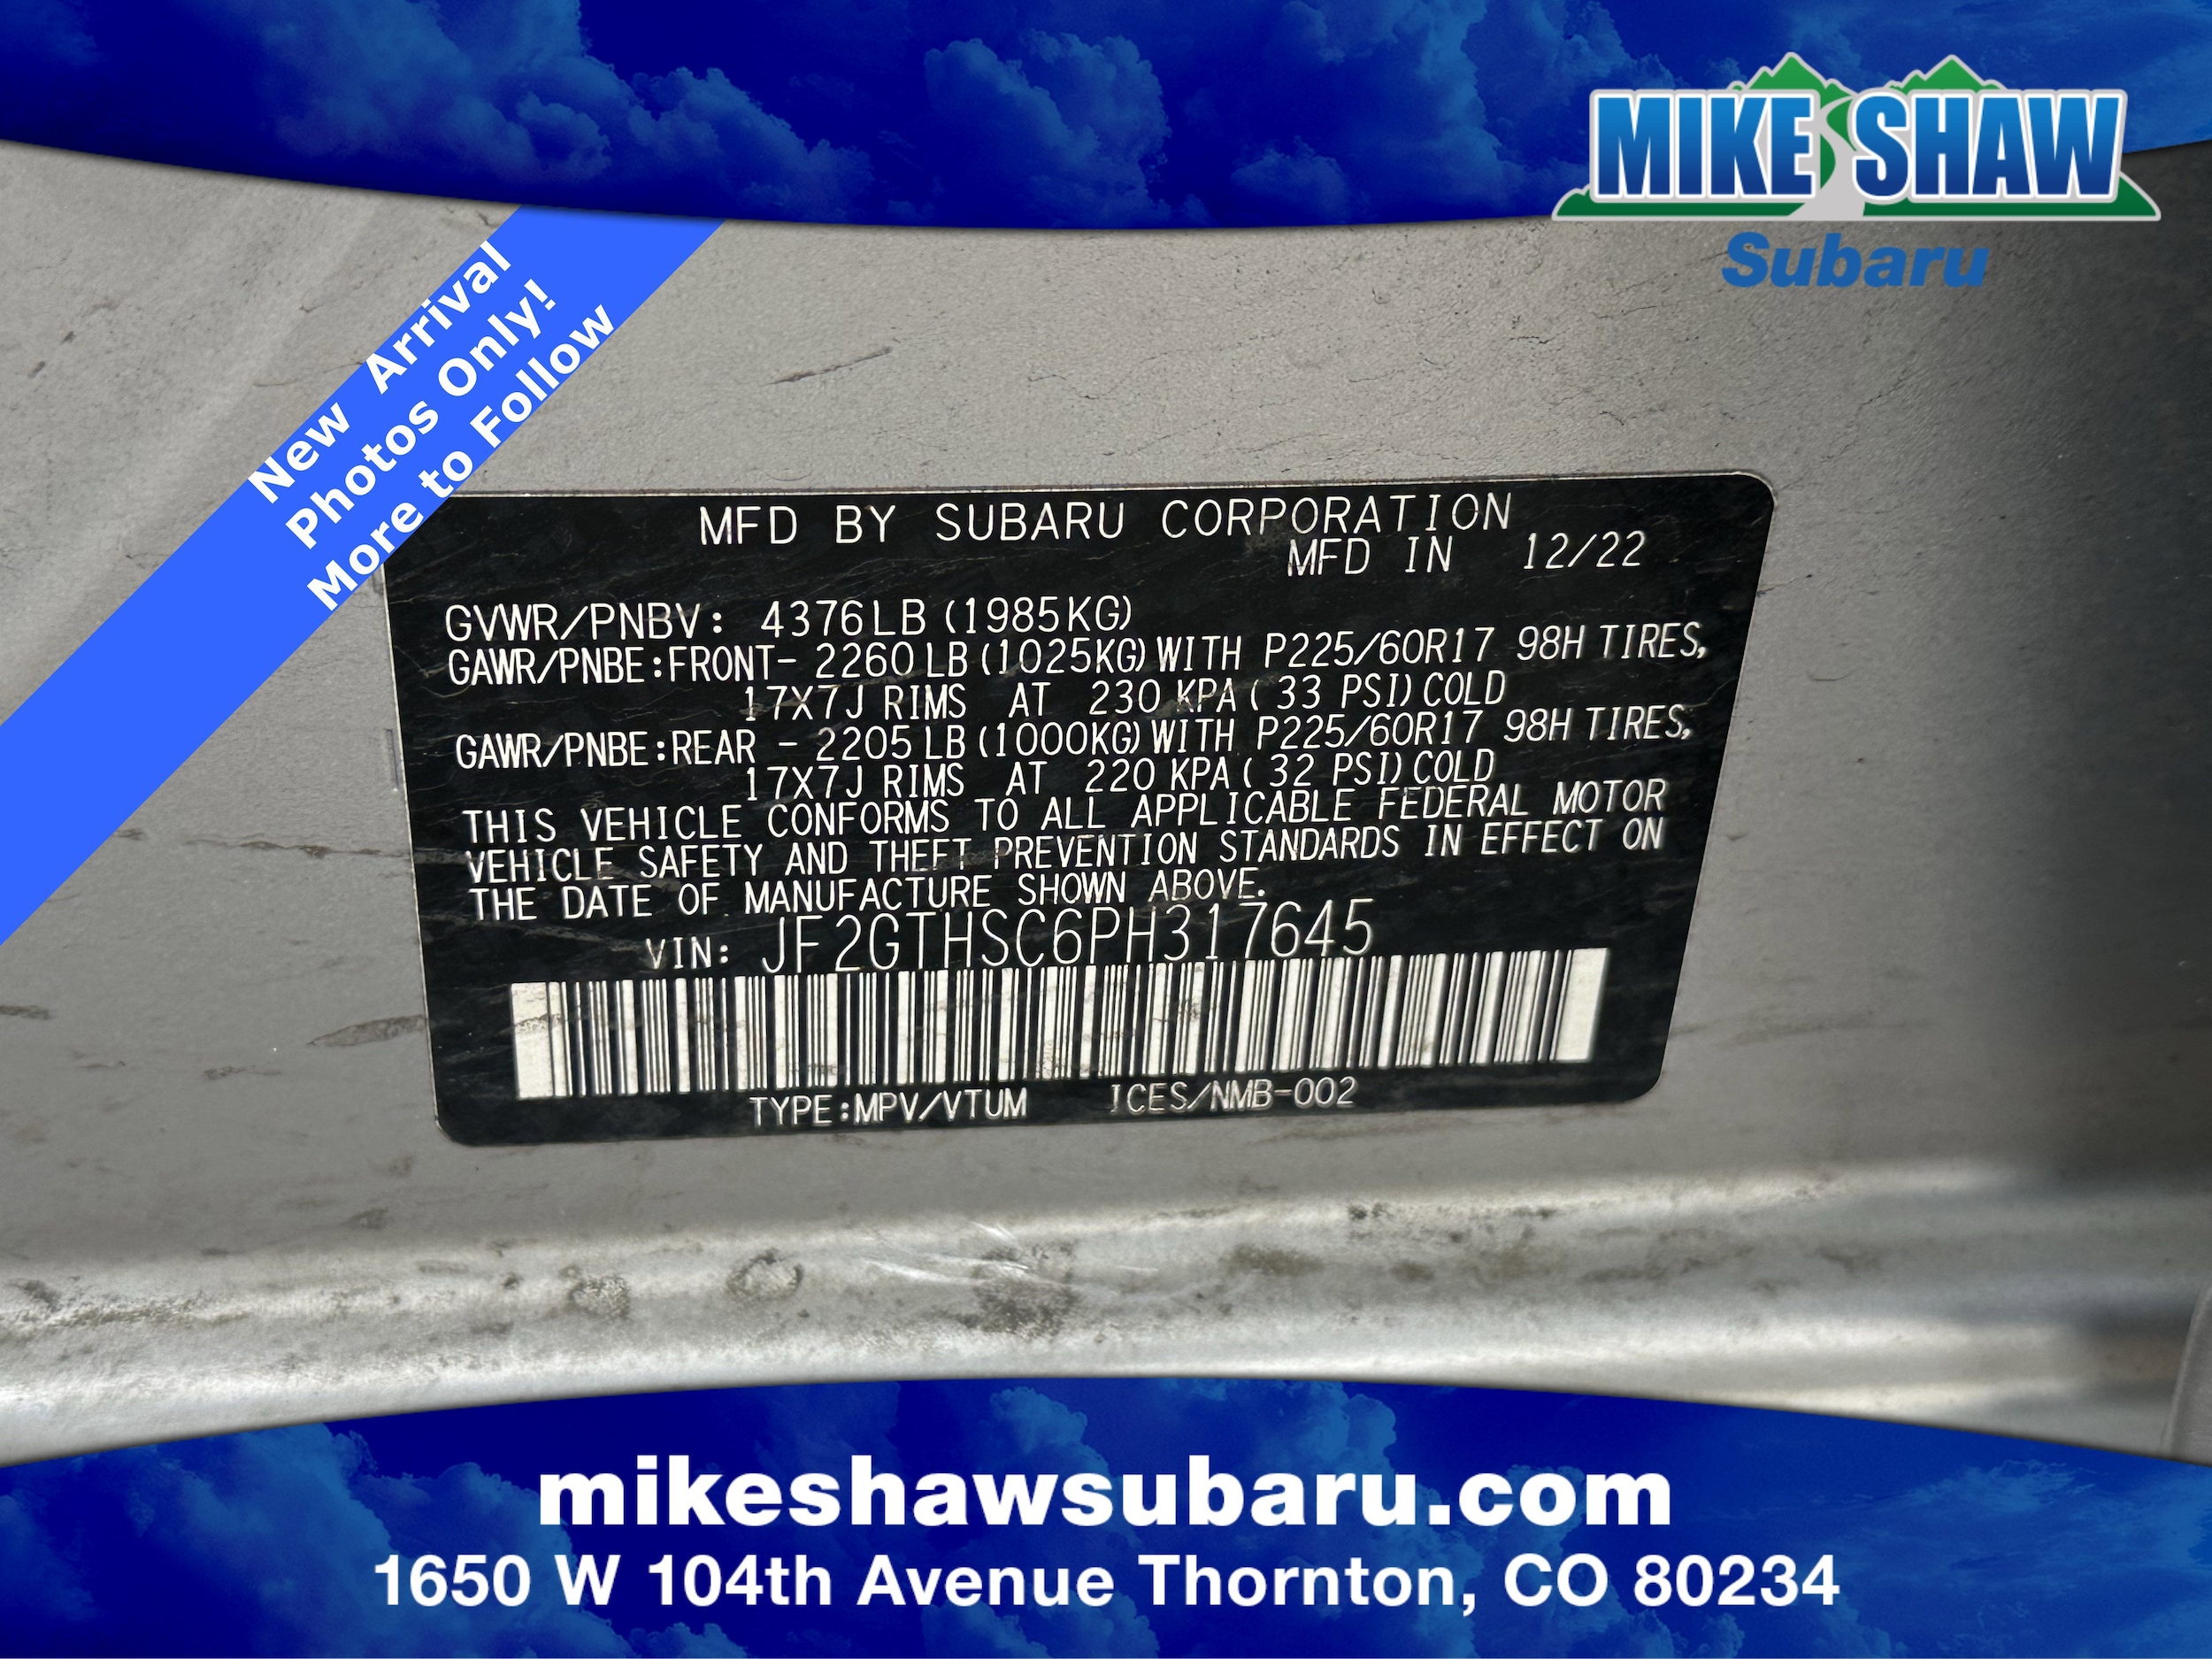 MIKE SHAW
Subaru
New Arrival
Photos Only!
More to Follow
MFD BY SUBARU CORPORATION
MFD IN 12/22
GVWR/PNBV: 4376LB (1985KG)
GAWR/PNBE:FRONT- 2260LB (1025KG) WITH P225/60R17 98H TIRES,
17X7J RIMS AT 230 KPA ( 33 PSI) COLD
GAWR/PNBE:REAR - 2205LB (1000KG) WITH P225/60R17 98H TIRES,
17X7J RIMS AT 220 KPA ( 32 PSI) COLD
THIS VEHICLE CONFORMS TO ALL APPLICABLE FEDERAL MOTOR
VEHICLE SAFETY AND THEFT PREVENTION STANDARDS IN EFFECT ON
THE DATE OF MANUFACTURE SHOWN ABOVE.
VIN: JF2GTHSC6PH317645
TYPE:MPV/VTUM ICES/NMB-002
mikeshawsubaru.com
1650 W 104th Avenue Thornton, CO 80234